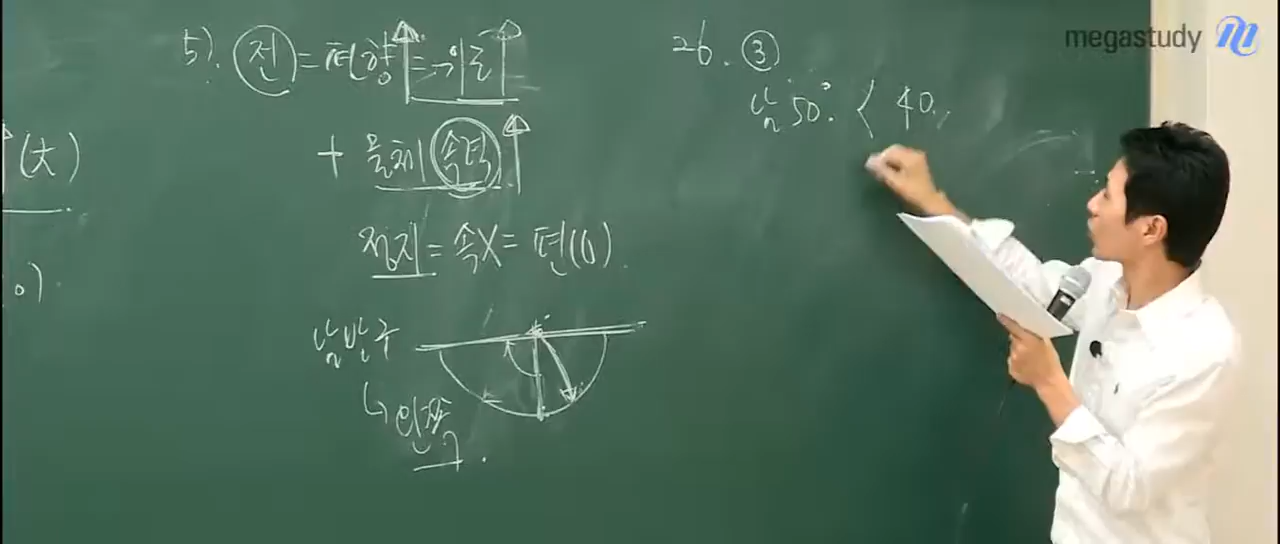 (大)
0)
5). 전 = 편향 = 위도
+ 물체 속력
정지 = 속X = 편(0)
남반구
↳ 왼쪽
26. ③
남 50° < 40
megastudy